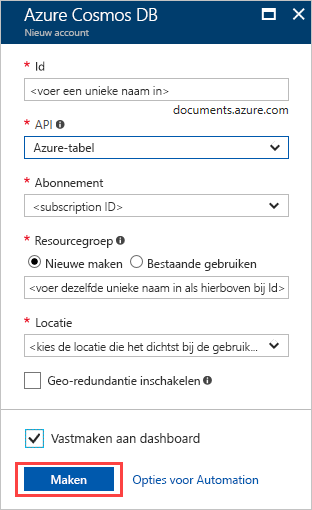 Azure Cosmos DB
Nieuw account
* Id
<voer een unieke naam in>
documents.azure.com
* API
Azure-tabel
* Abonnement
<subscription ID>
* Resourcegroep
Nieuwe maken Bestaande gebruiken
<voer dezelfde unieke naam in als hierboven bij Id>
* Locatie
<kies de locatie die het dichtst bij de gebruik...
Geo-redundantie inschakelen
Vastmaken aan dashboard
Maken Opties voor Automation